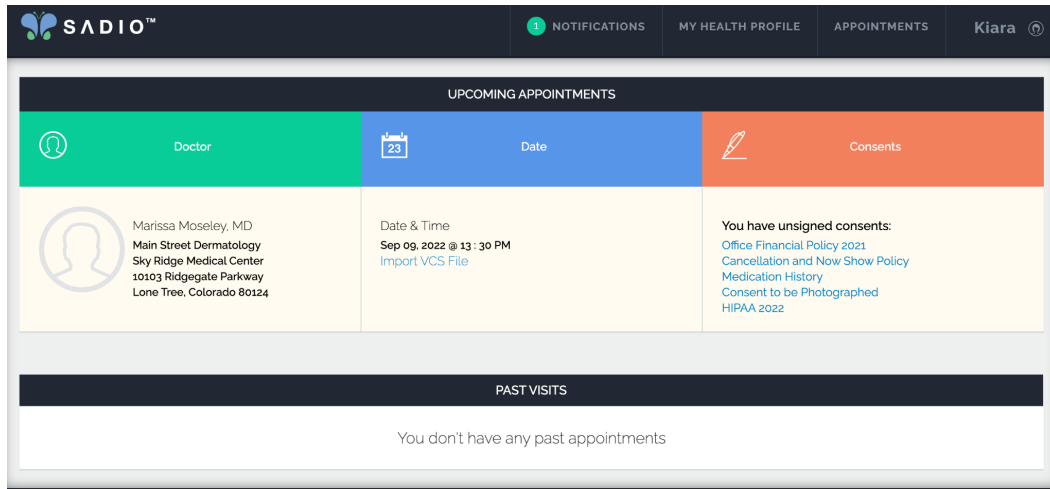 SADIO™
1 NOTIFICATIONS
MY HEALTH PROFILE
APPOINTMENTS
Kiara
UPCOMING APPOINTMENTS
Doctor
23
Date
Consents
Marissa Moseley, MD
Main Street Dermatology
Sky Ridge Medical Center
10103 Ridgegate Parkway
Lone Tree, Colorado 80124
Date & Time
Sep 09, 2022 @ 13 : 30 PM
Import VCS File
You have unsigned consents:
Office Financial Policy 2021
Cancellation and Now Show Policy
Medication History
Consent to be Photographed
HIPAA 2022
PAST VISITS
You don't have any past appointments